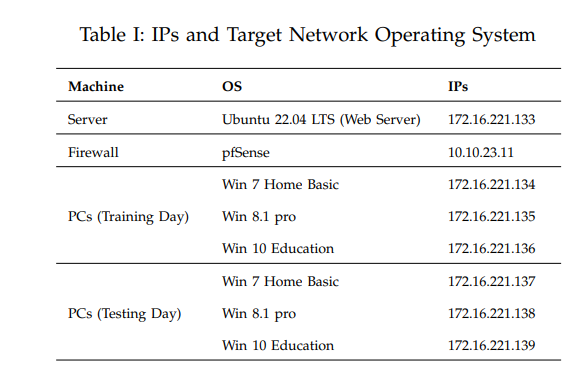 Table I: IPs and Target Network Operating System
Machine OS IPs
Server Ubuntu 22.04 LTS (Web Server) 172.16.221.133
Firewall pfSense 10.10.23.11
Win 7 Home Basic 172.16.221.134
PCs (Training Day) Win 8.1 pro 172.16.221.135
Win 10 Education 172.16.221.136
Win 7 Home Basic 172.16.221.137
PCs (Testing Day) Win 8.1 pro 172.16.221.138
Win 10 Education 172.16.221.139